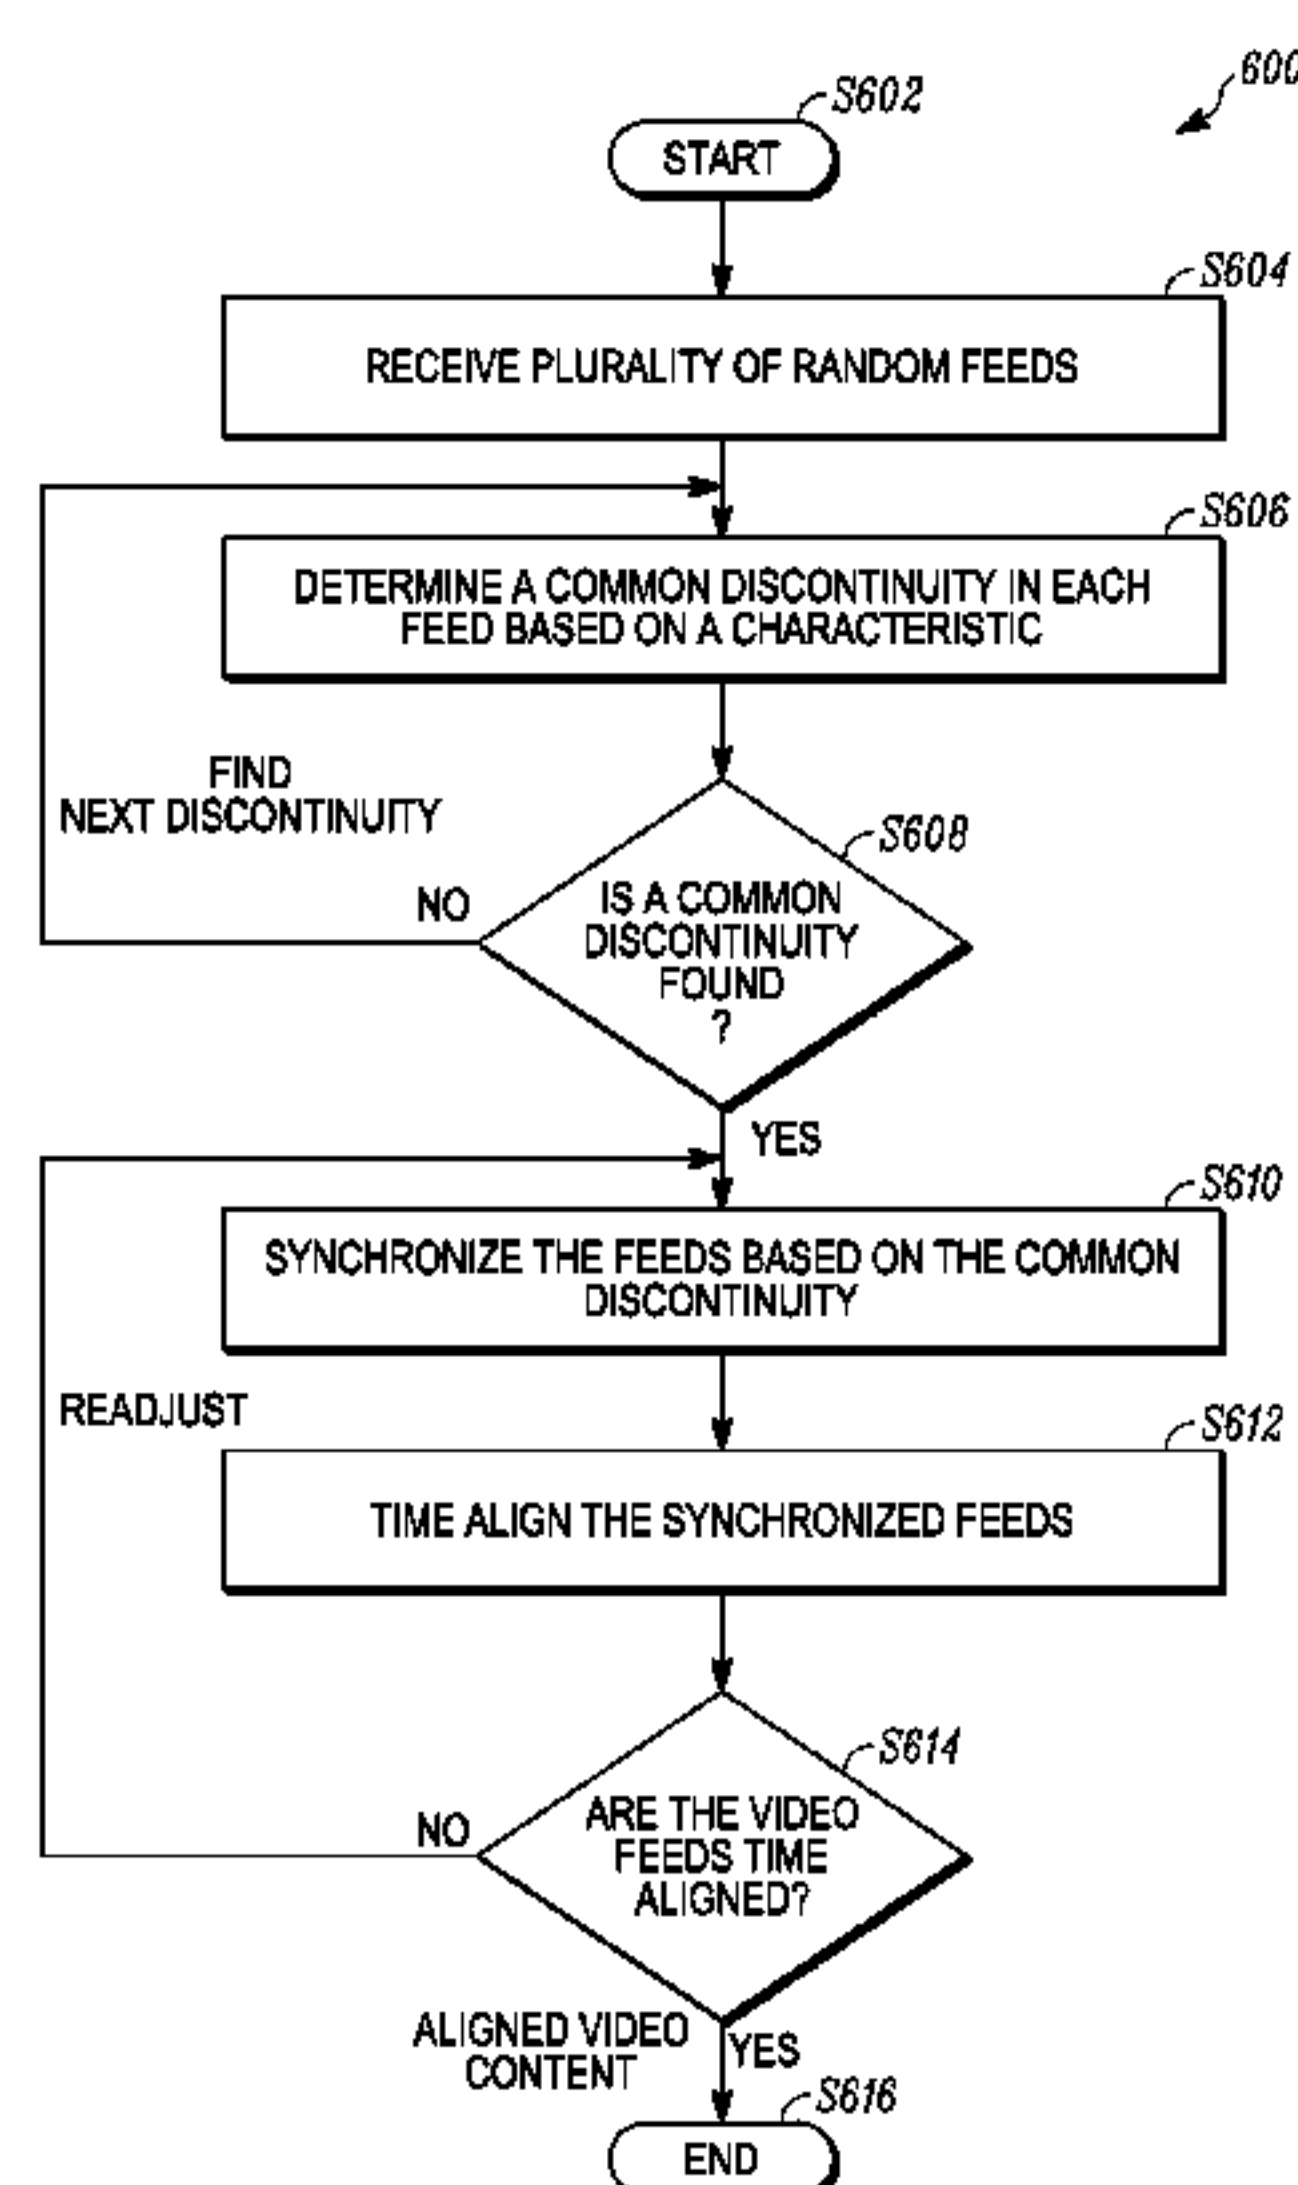 600
S602
START
S604
RECEIVE PLURALITY OF RANDOM FEEDS
S606
DETERMINE A COMMON DISCONTINUITY IN EACH
FEED BASED ON A CHARACTERISTIC
FIND
NEXT DISCONTINUITY
S608
NO
IS A COMMON
DISCONTINUITY
FOUND
?
YES
S610
SYNCHRONIZE THE FEEDS BASED ON THE COMMON
DISCONTINUITY
READJUST
S612
TIME ALIGN THE SYNCHRONIZED FEEDS
S614
NO
ARE THE VIDEO
FEEDS TIME
ALIGNED?
ALIGNED VIDEO
CONTENT
YES
S616
END